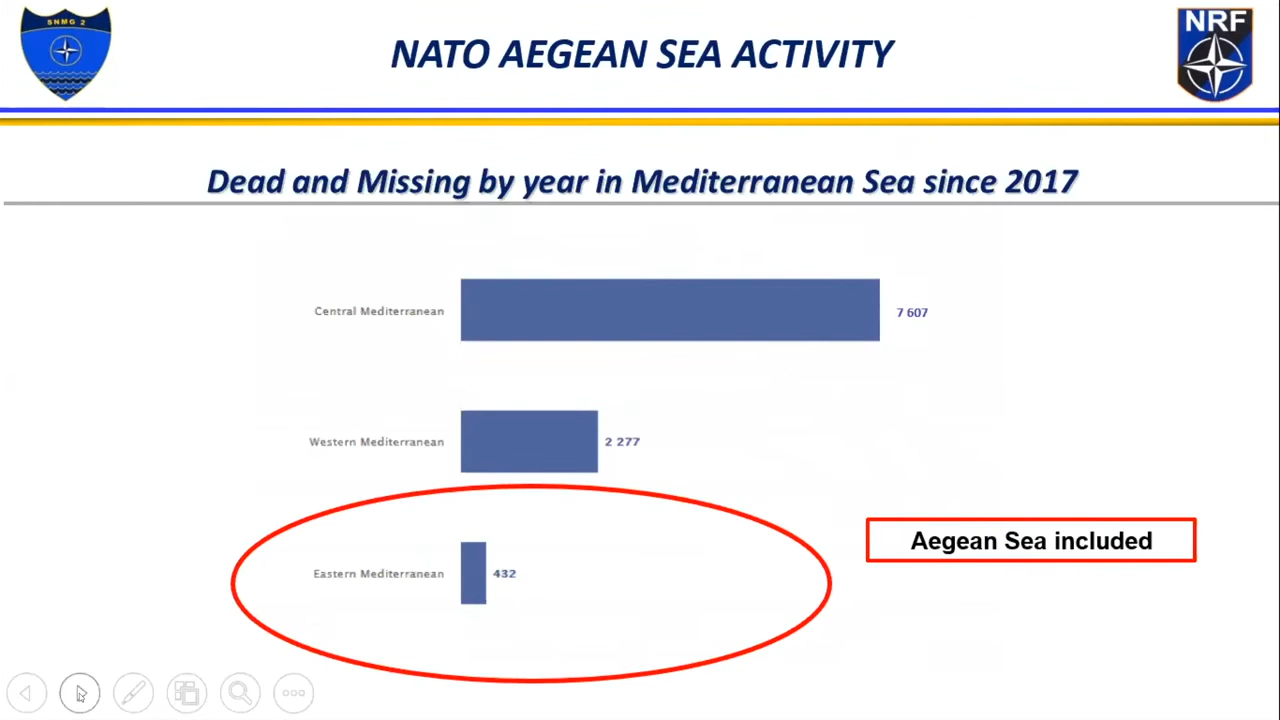 SNMG 2
NATO AEGEAN SEA ACTIVITY
NRF
Dead and Missing by year in Mediterranean Sea since 2017
Central Mediterranean 7 607
Western Mediterranean 2 277
Eastern Mediterranean 432
Aegean Sea included